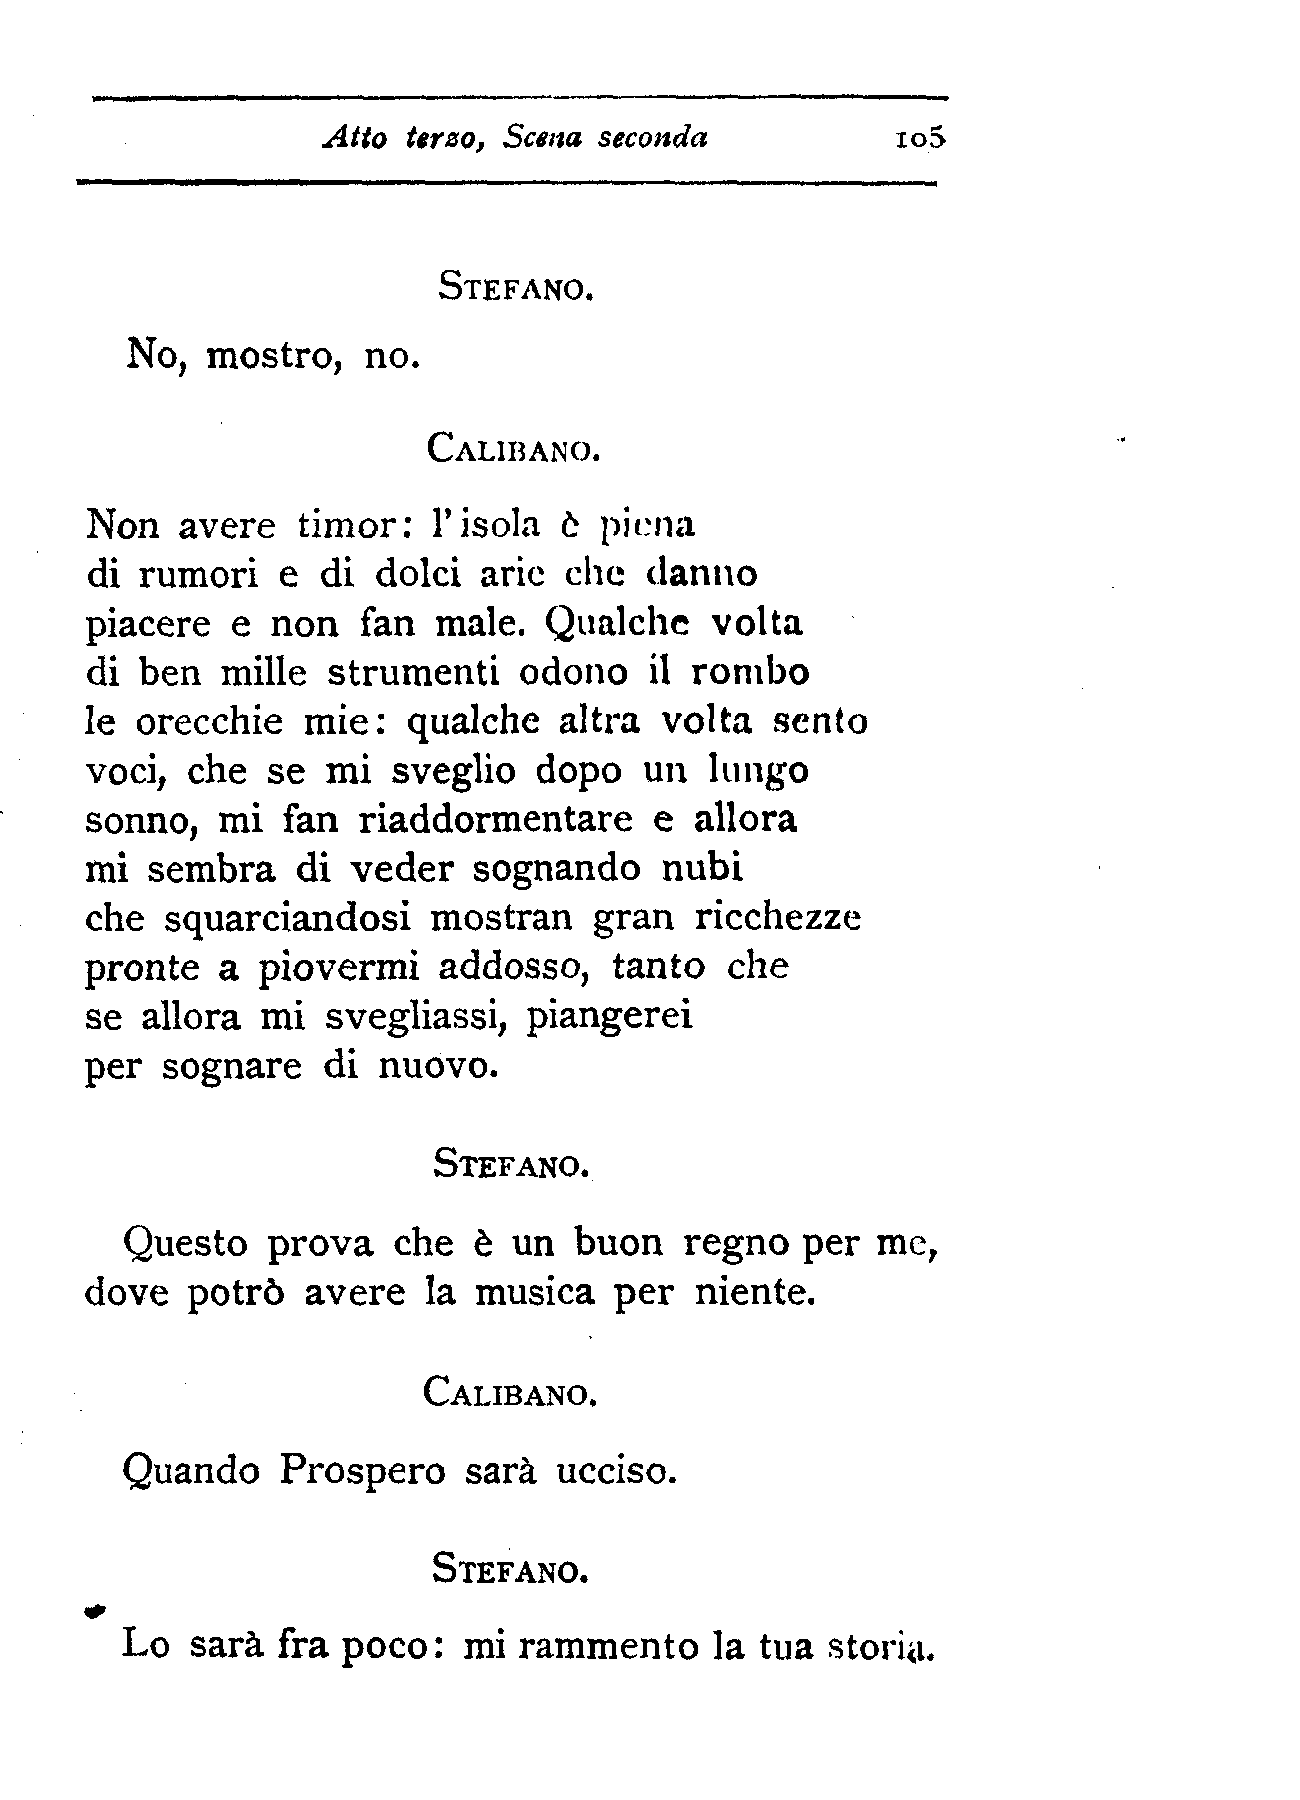 Atto terzo, Scena seconda 105
STEFANO.
No, mostro, no.
CALIBANO.
Non avere timor: l'isola è piena
di rumori e di dolci arie che danno
piacere e non fan male. Qualche volta
di ben mille strumenti odono il rombo
le orecchie mie: qualche altra volta sento
voci, che se mi sveglio dopo un lungo
sonno, mi fan riaddormentare e allora
mi sembra di veder sognando nubi
che squarciandosi mostran gran ricchezze
pronte a piovermi addosso, tanto che
se allora mi svegliassi, piangerei
per sognare di nuovo.
STEFANO.
Questo prova che è un buon regno per me,
dove potrò avere la musica per niente.
CALIBANO.
Quando Prospero sarà ucciso.
STEFANO.
Lo sarà fra poco: mi rammento la tua storia.